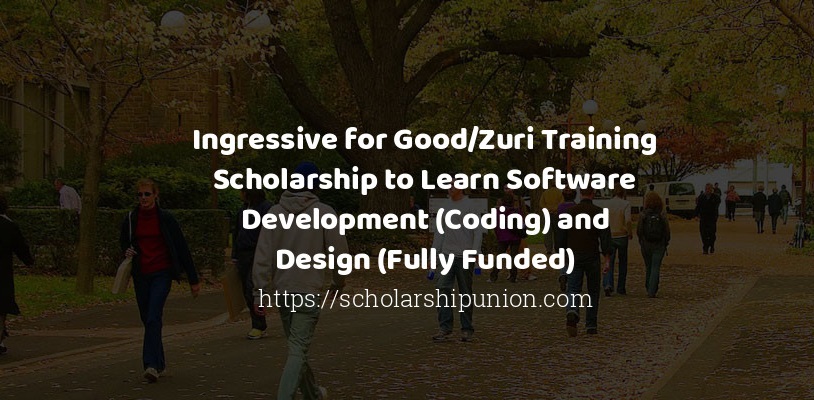 Ingressive for Good/Zuri Training
Scholarship to Learn Software
Development (Coding) and
Design (Fully Funded)
https://scholarshipunion.com